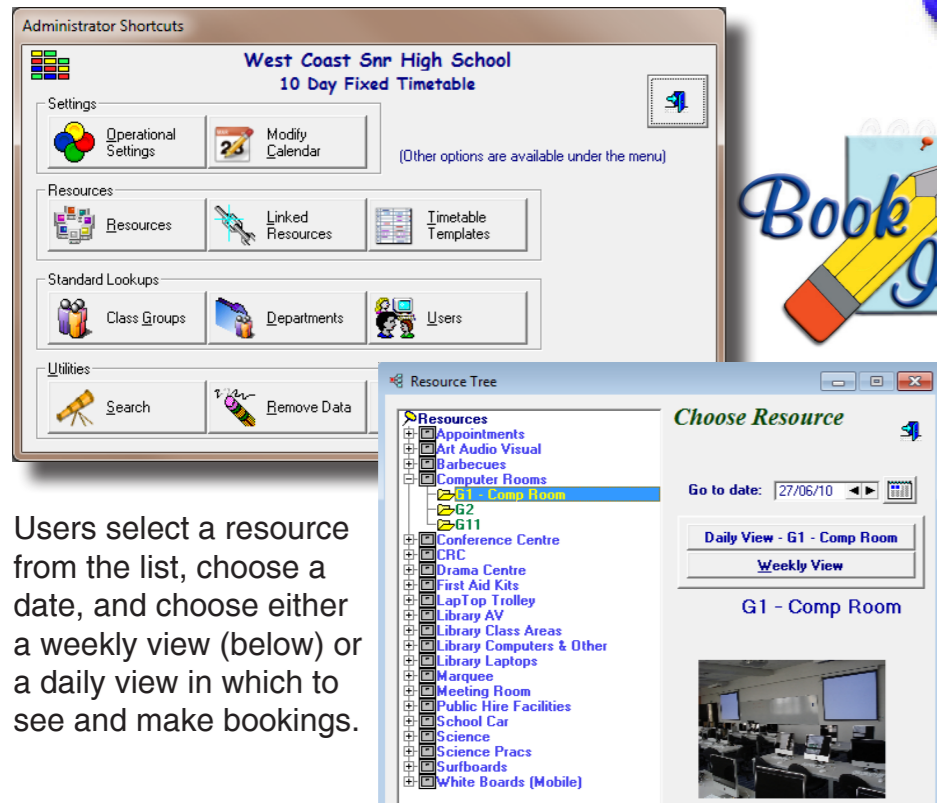 Administrator Shortcuts
West Coast Snr High School
10 Day Fixed Timetable
Settings
Operational
Settings
Modify
Calendar
(Other options are available under the menu)
Resources
Resources
Linked
Resources
Timetable
Templates
Standard Lookups
Class Groups
Departments
Users
Utilities
Search
Remove Data
Book
Resource Tree
Resources
Appointments
Art Audio Visual
Barbecues
Computer Rooms
G1 - Comp Room
G2
G11
Conference Centre
CRC
Drama Centre
First Aid Kits
LapTop Trolley
Library AV
Library Class Areas
Library Computers & Other
Library Laptops
Marquee
Meeting Room
Public Hire Facilities
School Car
Science
Science Pracs
Surfboards
White Boards (Mobile)
Choose Resource
Go to date: 27/06/10
Daily View - G1 - Comp Room
Weekly View
G1 - Comp Room
Users select a resource
from the list, choose a
date, and choose either
a weekly view (below) or
a daily view in which to
see and make bookings.